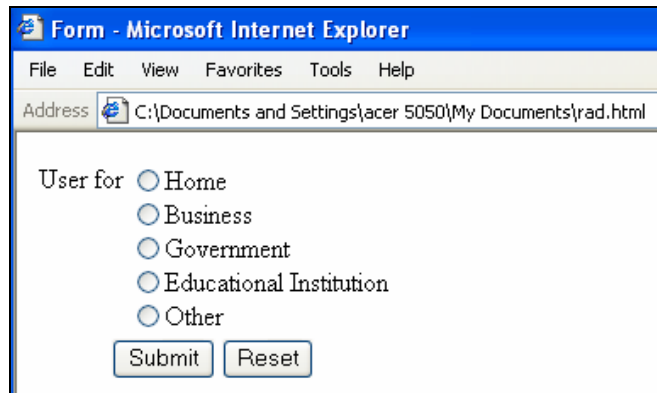 Form - Microsoft Internet Explorer
File Edit View Favorites Tools Help
Address C:\Documents and Settings\acer 5050\My Documents\rad.html
User for Home
Business
Government
Educational Institution
Other
Submit Reset